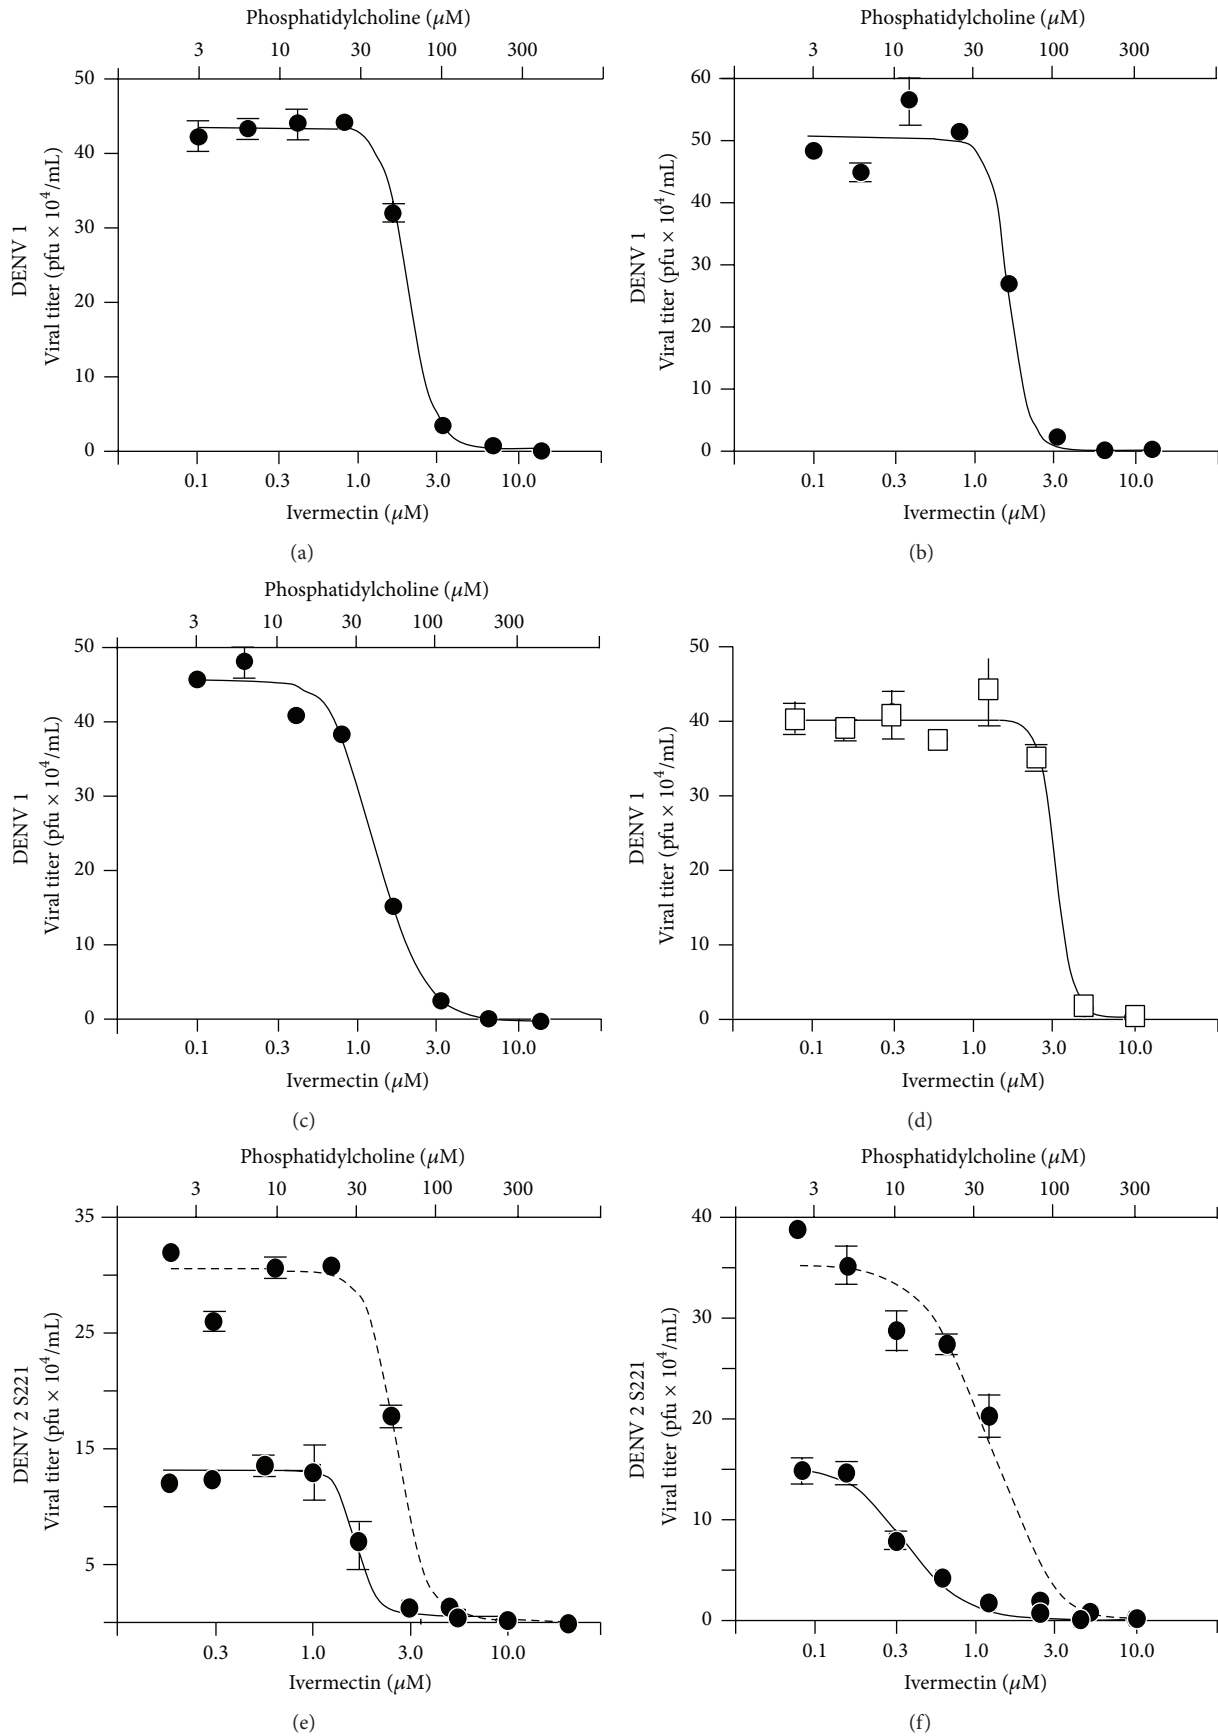 Phosphatidylcholine (μM)
3 10 30 100 300
50
40
30
20
10
0
DENV 1
Viral titer (pfu × 10⁴/mL)
0.1 0.3 1.0 3.0 10.0
Ivermectin (μM)
(a)
Phosphatidylcholine (μM)
3 10 30 100 300
60
50
40
30
20
10
0
DENV 1
Viral titer (pfu × 10⁴/mL)
0.1 0.3 1.0 3.0 10.0
Ivermectin (μM)
(b)
Phosphatidylcholine (μM)
3 10 30 100 300
50
40
30
20
10
0
DENV 1
Viral titer (pfu × 10⁴/mL)
0.1 0.3 1.0 3.0 10.0
Ivermectin (μM)
(c)
50
40
30
20
10
0
DENV 1
Viral titer (pfu × 10⁴/mL)
0.1 0.3 1.0 3.0 10.0
Ivermectin (μM)
(d)
Phosphatidylcholine (μM)
3 10 30 100 300
35
25
15
5
DENV 2 S221
Viral titer (pfu × 10⁴/mL)
0.3 1.0 3.0 10.0
Ivermectin (μM)
(e)
Phosphatidylcholine (μM)
3 10 30 100 300
40
30
20
10
0
DENV 2 S221
Viral titer (pfu × 10⁴/mL)
0.1 0.3 1.0 3.0 10.0
Ivermectin (μM)
(f)